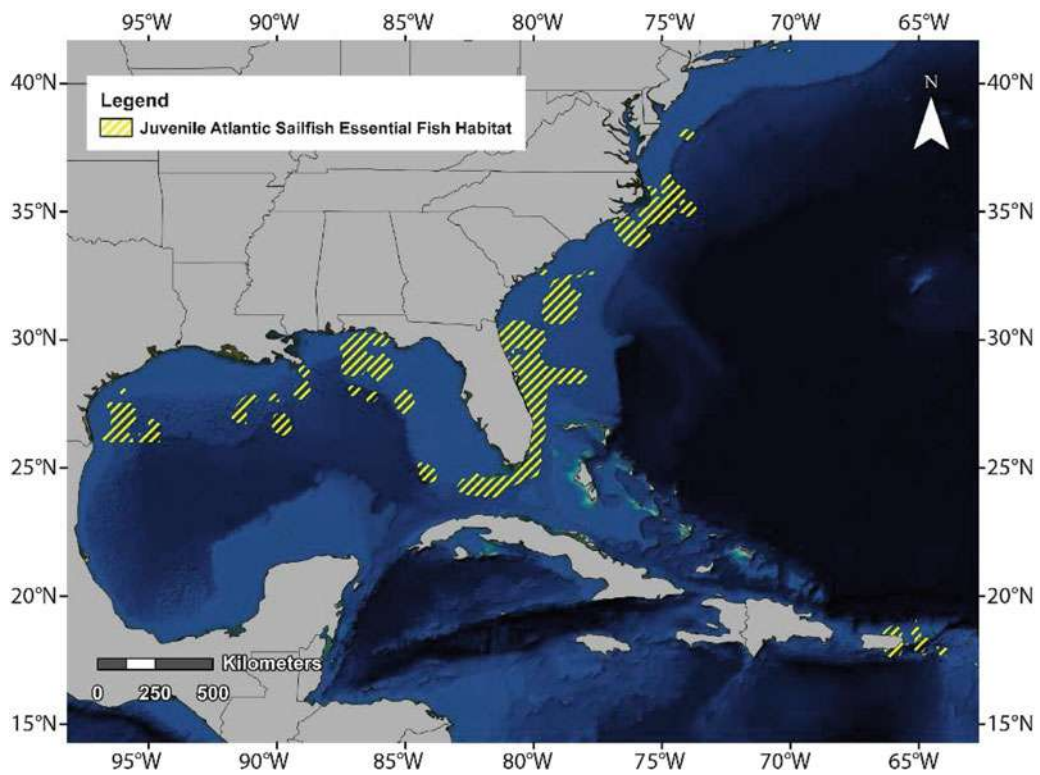 95°W 90°W 85°W 80°W 75°W 70°W 65°W
40°N 40°N
Legend
Juvenile Atlantic Sailfish Essential Fish Habitat
N
35°N 35°N
30°N 30°N
25°N 25°N
20°N 20°N
Kilometers
0 250 500
15°N 15°N
95°W 90°W 85°W 80°W 75°W 70°W 65°W